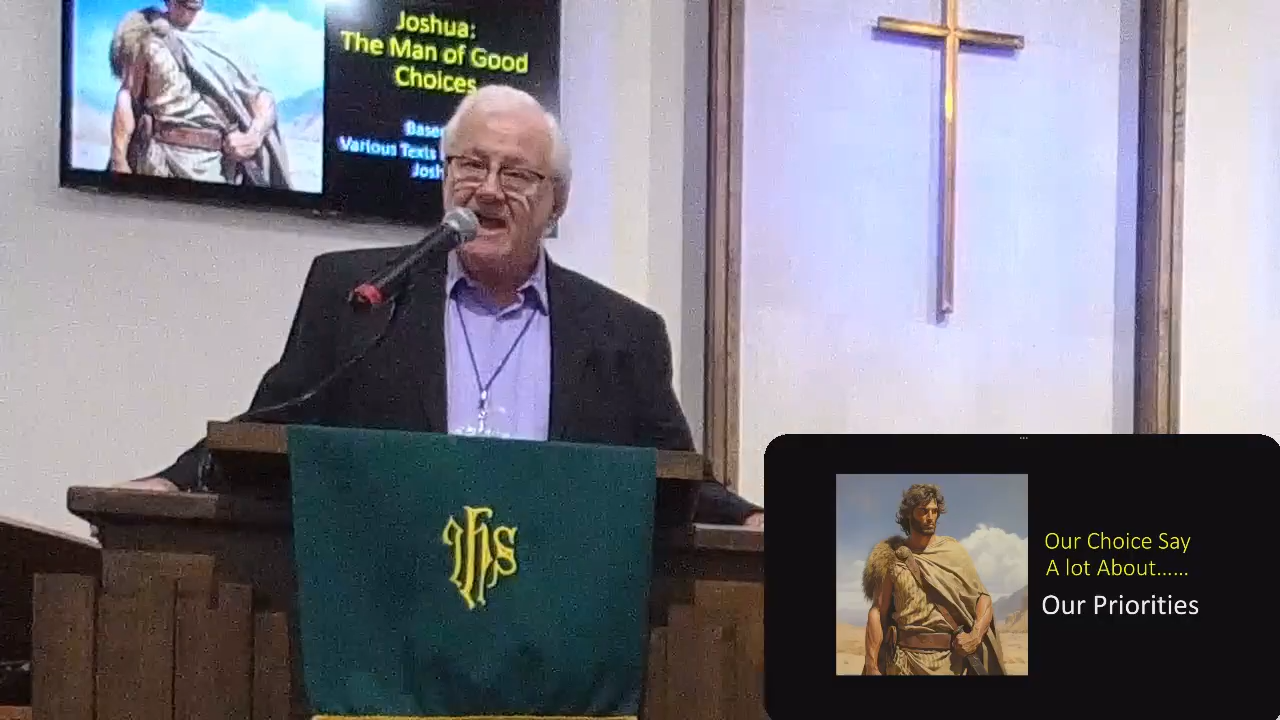 Joshua:
The Man of Good
Choices
Various Texts
IHS
Our Choice Say
A lot About......
Our Priorities